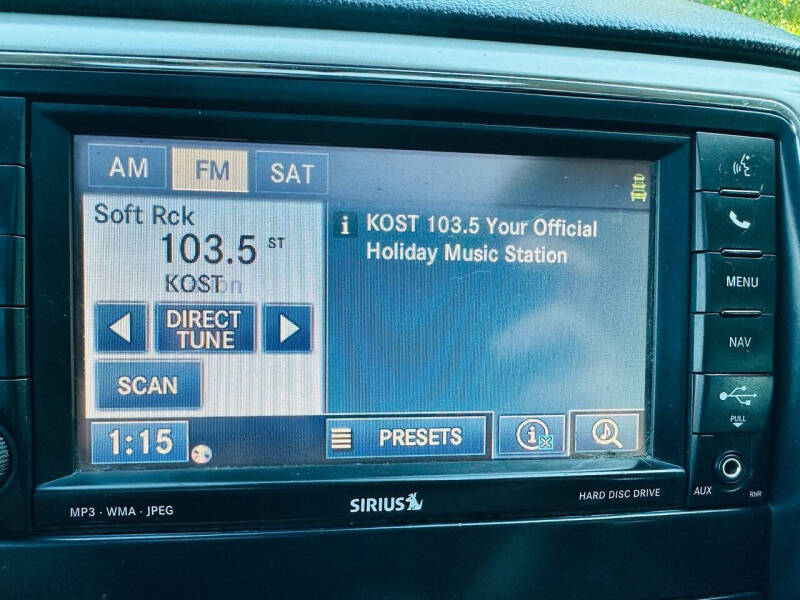 AM
FM
SAT
Soft Rck
103.5 ST
KOST
DIRECT
TUNE
SCAN
i KOST 103.5 Your Official
Holiday Music Station
1:15
PRESETS
i
MP3 · WMA · JPEG
SIRIUS
HARD DISC DRIVE
MENU
NAV
PULL
AUX
RHR